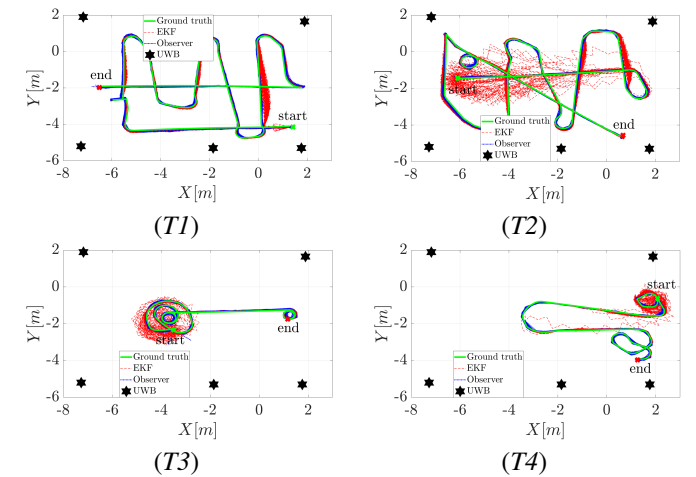 2
0
-2
-4
-6
-8
-6
-4
-2
0
2
Y[m]
X[m]
Ground truth
EKF
Observer
UWB
end
start
(T1)
2
0
-2
-4
-6
-8
-6
-4
-2
0
2
Y[m]
X[m]
start
end
Ground truth
EKF
Observer
UWB
(T2)
2
0
-2
-4
-6
-8
-6
-4
-2
0
2
Y[m]
X[m]
start
end
Ground truth
EKF
Observer
UWB
(T3)
2
0
-2
-4
-6
-8
-6
-4
-2
0
2
Y[m]
X[m]
start
end
Ground truth
EKF
Observer
UWB
(T4)